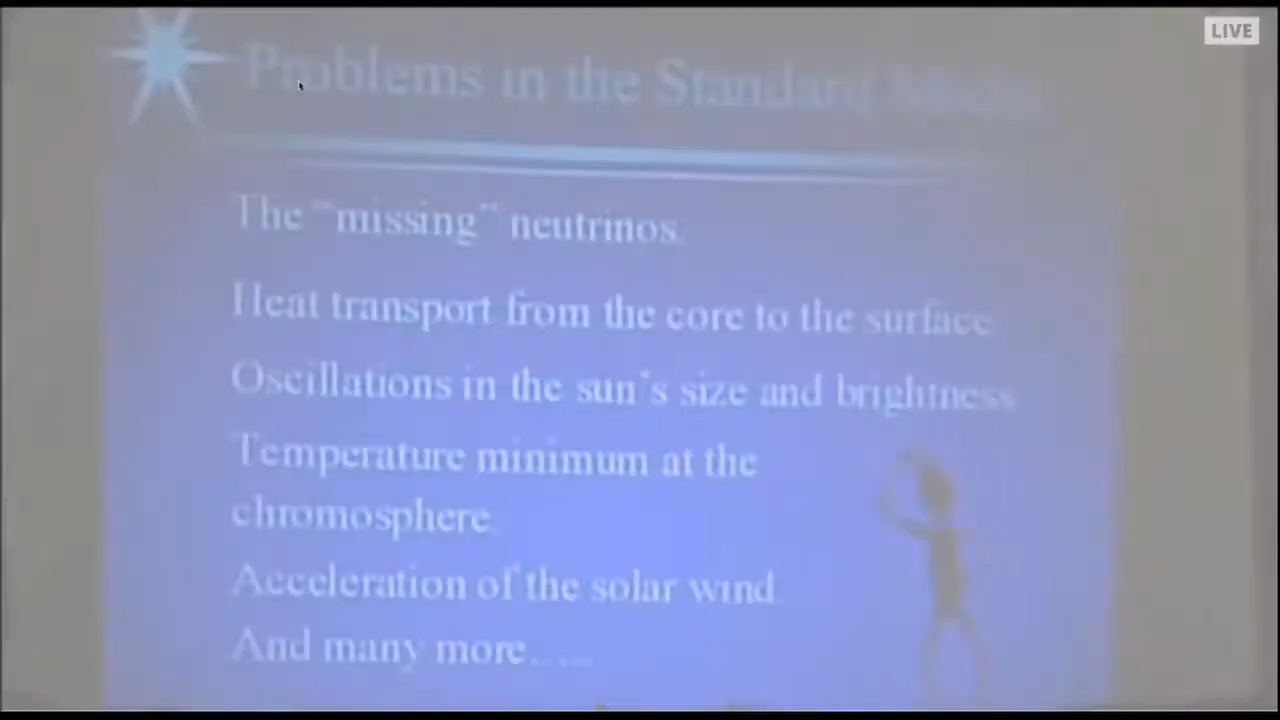 LIVE
Problems in the Standard Model
The “missing” neutrinos.
Heat transport from the core to the surface
Oscillations in the sun’s size and brightness
Temperature minimum at the
chromosphere.
Acceleration of the solar wind.
And many more......